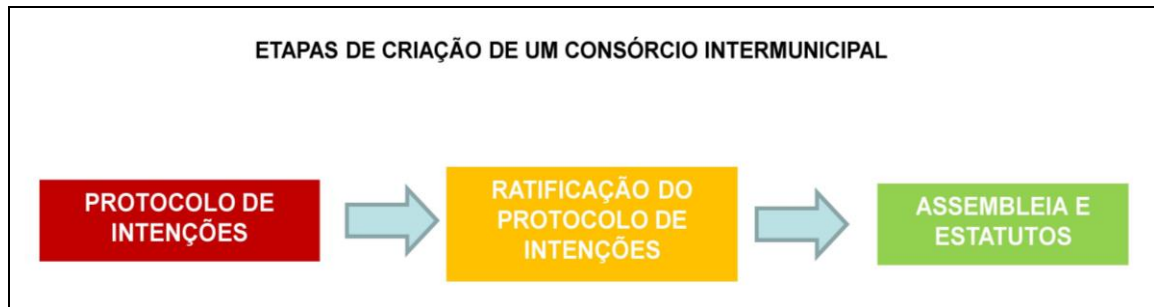 ETAPAS DE CRIAÇÃO DE UM CONSÓRCIO INTERMUNICIPAL
PROTOCOLO DE
INTENÇÕES
RATIFICAÇÃO DO
PROTOCOLO DE
INTENÇÕES
ASSEMBLEIA E
ESTATUTOS